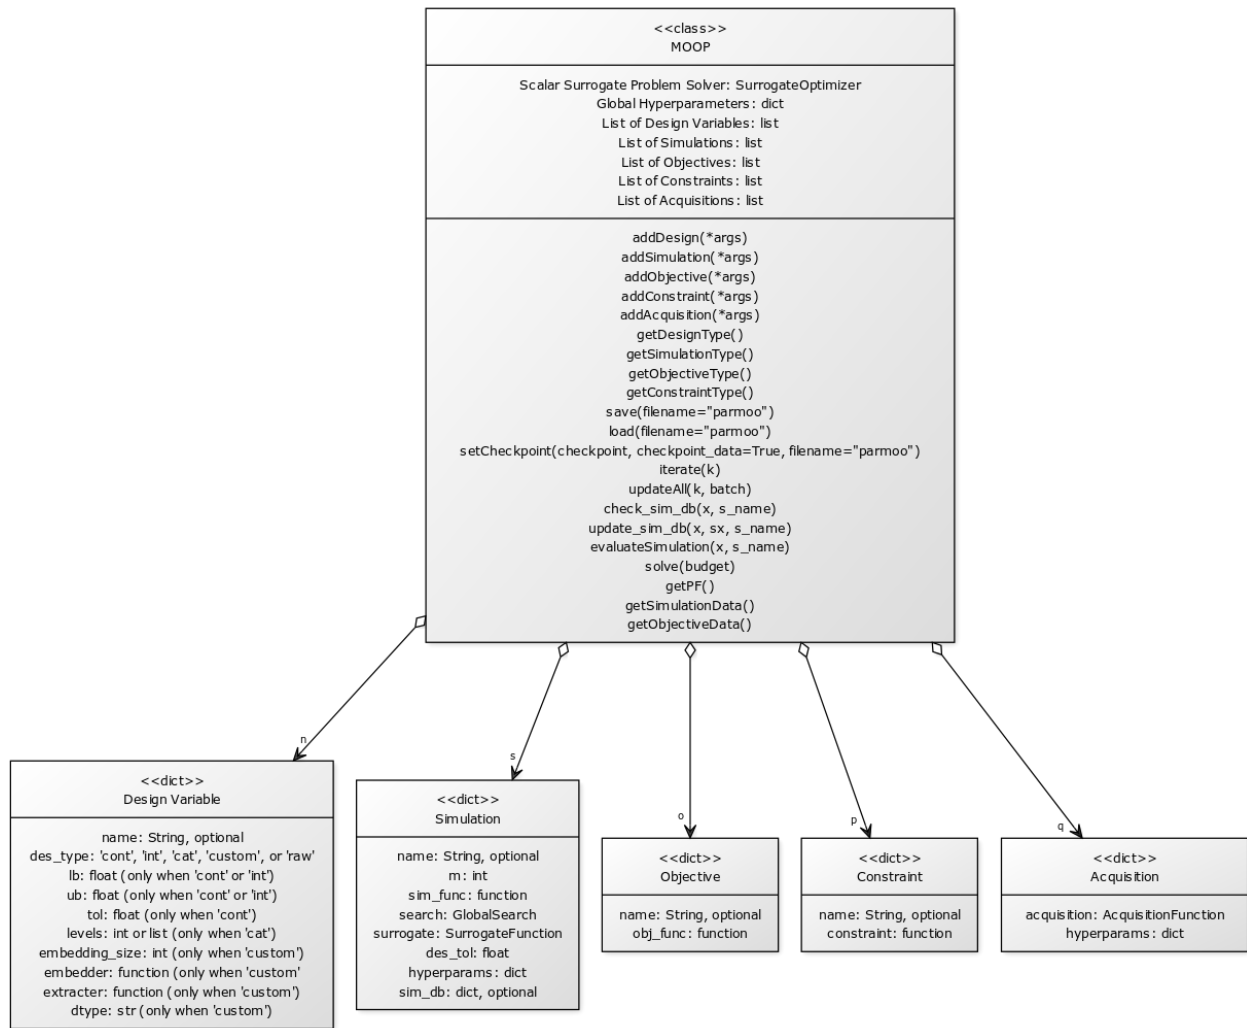 <<class>>
MOOP
Scalar Surrogate Problem Solver: SurrogateOptimizer
Global Hyperparameters: dict
List of Design Variables: list
List of Simulations: list
List of Objectives: list
List of Constraints: list
List of Acquisitions: list
addDesign(*args)
addSimulation(*args)
addObjective(*args)
addConstraint(*args)
addAcquisition(*args)
getDesignType()
getSimulationType()
getObjectiveType()
getConstraintType()
save(filename="parmoo")
load(filename="parmoo")
setCheckpoint(checkpoint, checkpoint_data=True, filename="parmoo")
iterate(k)
updateAll(k, batch)
check_sim_db(x, s_name)
update_sim_db(x, sx, s_name)
evaluateSimulation(x, s_name)
solve(budget)
getPF()
getSimulationData()
getObjectiveData()
n
s
o
p
q
<<dict>>
Design Variable
name: String, optional
des_type: 'cont', 'int', 'cat', 'custom', or 'raw'
lb: float (only when 'cont' or 'int')
ub: float (only when 'cont' or 'int')
tol: float (only when 'cont')
levels: int or list (only when 'cat')
embedding_size: int (only when 'custom')
embedder: function (only when 'custom'
extracter: function (only when 'custom')
dtype: str (only when 'custom')
<<dict>>
Simulation
name: String, optional
m: int
sim_func: function
search: GlobalSearch
surrogate: SurrogateFunction
des_tol: float
hyperparams: dict
sim_db: dict, optional
<<dict>>
Objective
name: String, optional
obj_func: function
<<dict>>
Constraint
name: String, optional
constraint: function
<<dict>>
Acquisition
acquisition: AcquisitionFunction
hyperparams: dict